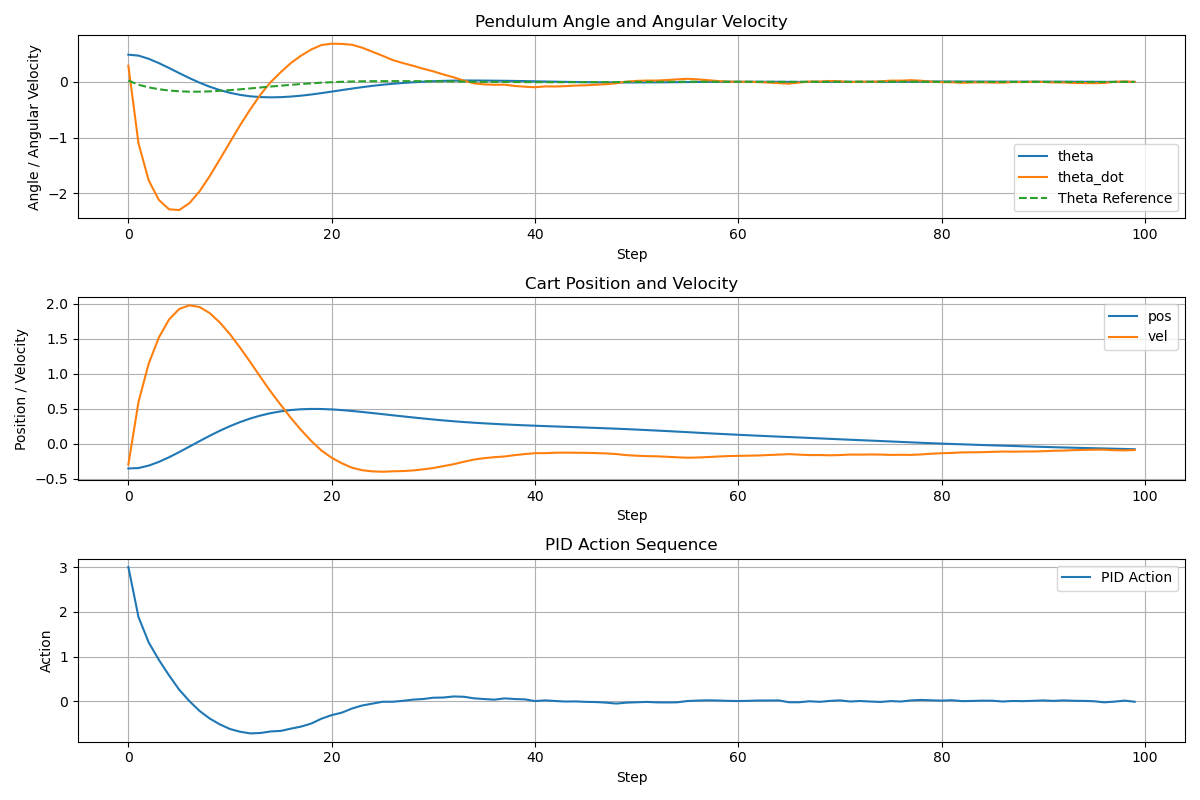 Pendulum Angle and Angular Velocity
Angle / Angular Velocity
0
−1
−2
theta
theta_dot
Theta Reference
0 20 40 60 80 100
Step
Cart Position and Velocity
Position / Velocity
2.0
1.5
1.0
0.5
0.0
−0.5
pos
vel
0 20 40 60 80 100
Step
PID Action Sequence
Action
3
2
1
0
PID Action
0 20 40 60 80 100
Step